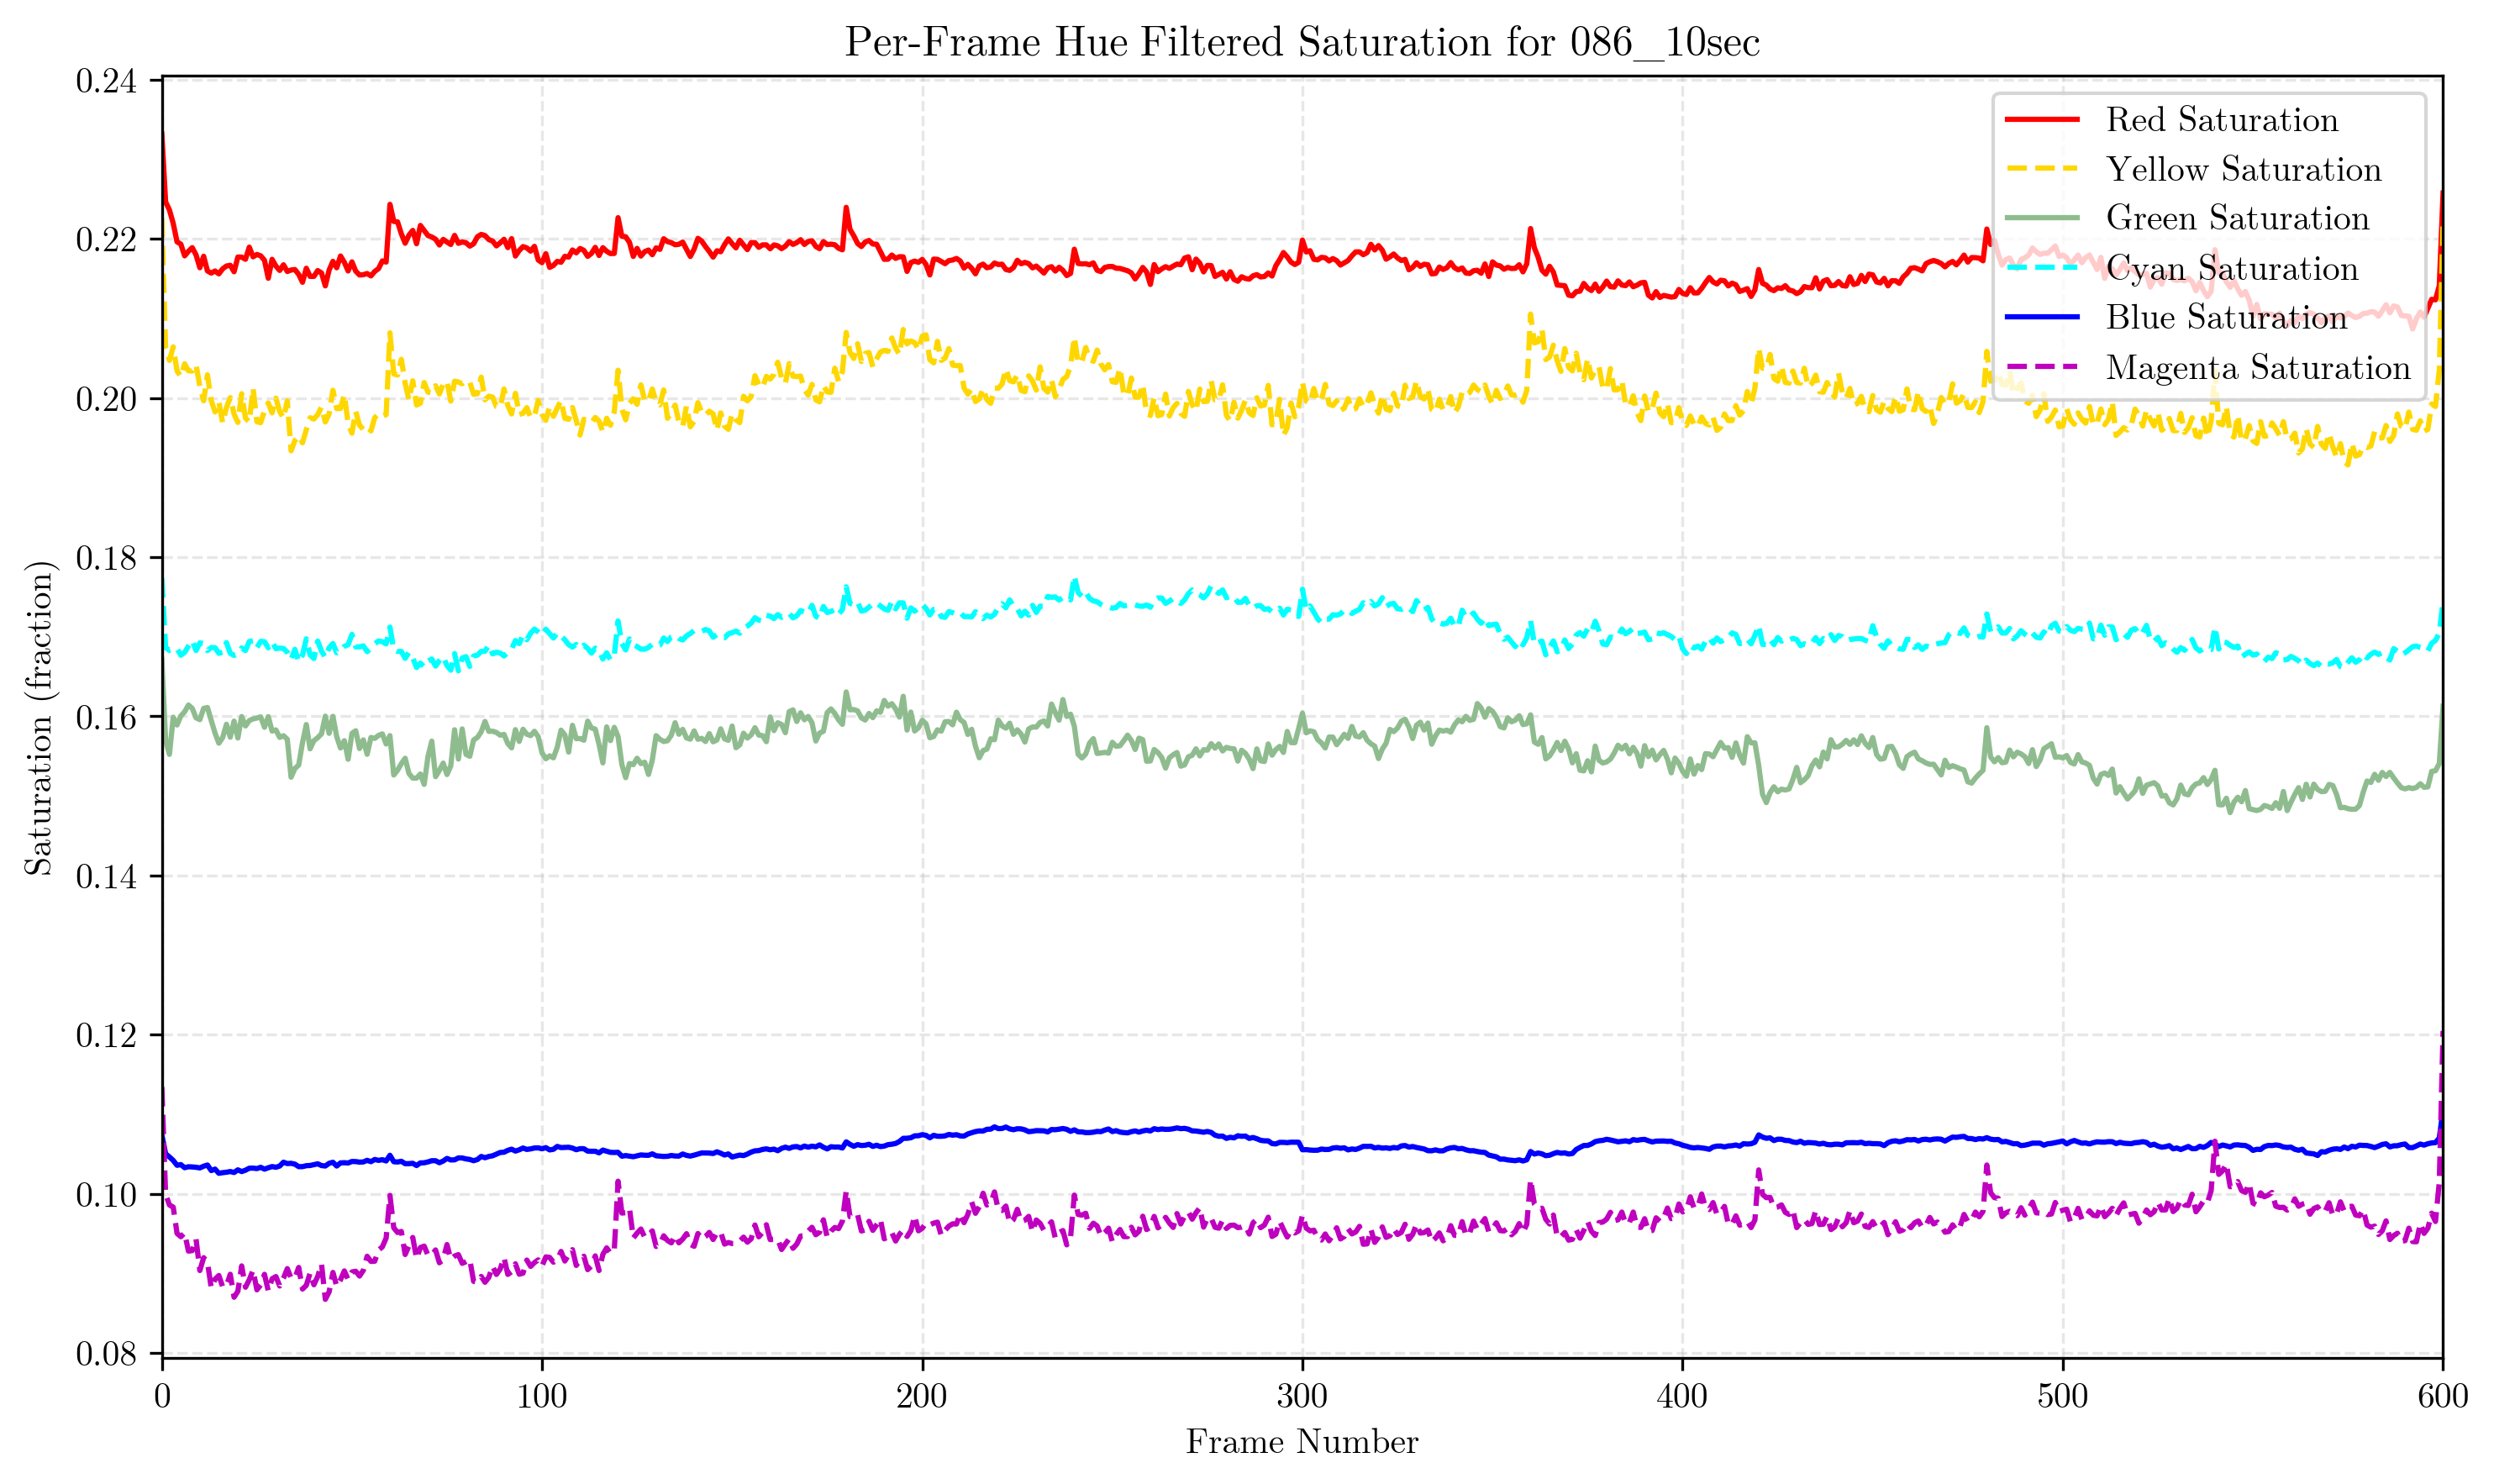 Per-Frame Hue Filtered Saturation for 086_10sec
0.24
0.22
0.20
0.18
0.16
0.14
0.12
0.10
0.08
Saturation (fraction)
Red Saturation
Yellow Saturation
Green Saturation
Cyan Saturation
Blue Saturation
Magenta Saturation
0 100 200 300 400 500 600
Frame Number